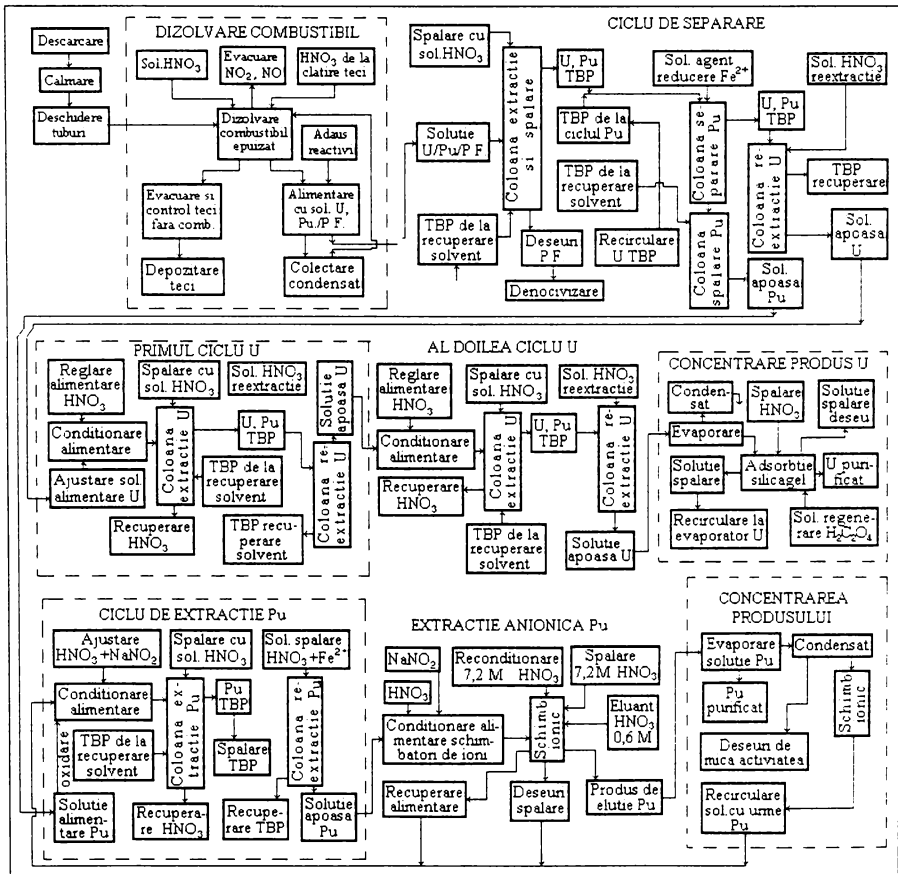 DIZOLVARE COMBUSTIBIL
Descarcare
Calmare
Deschidere
tuburi
Sol.HNO3
Evacuare
NO2, NO
HNO3 de la
clatire teci
Dizolvare
combustibil
epuizat
Adaus
reactivi
Evacuare si
control teci
fara comb.
Alimentare
cu sol. U,
Pu./P F.
Depozitare
teci
Colectare
condensat
CICLU DE SEPARARE
Spalare cu
sol.HNO3
Solutie
U/Pu/P F
Coloana extractie
si spalare
U, Pu
TBP
Sol. agent
reducere Fe2+
Sol. HNO3
reextractie
TBP de la
ciclul Pu
Coloana se-
parare Pu
U, Pu
TBP
Coloana re-
extractie U
TBP
recuperare
TBP de la
recuperare
solvent
TBP de la
recuperare
solvent
Deseuri
P F
Denocivizare
Recirculare
U TBP
Coloana
spalare Pu
Sol.
apoasa
Pu
Sol.
apoasa
U
PRIMUL CICLU U
Reglare
alimentare
HNO3
Spalare cu
sol. HNO3
Sol. HNO3
reextractie
Solutie
apoasa U
Conditionare
alimentare
Coloana
extractie U
U, Pu
TBP
Ajustare sol.
alimentare U
TBP de la
recuperare
solvent
Coloana re-
extractie U
Recuperare
HNO3
TBP recu-
perare
solvent
AL DOILEA CICLU U
Reglare
alimentare
HNO3
Spalare cu
sol. HNO3
Sol. HNO3
reextractie
Conditionare
alimentare
Coloana
extractie U
U, Pu
TBP
Coloana re-
extractie U
Recuperare
HNO3
TBP de la
recuperare
solvent
Solutie
apoasa U
CONCENTRARE PRODUS U
Conden-
sat
Spalare
HNO3
Solutie
spalare
deseu
Evaporare
Solutie
spalare
Adsorbtie
silicagel
U puri-
ficat
Recirculare la
evaporator U
Sol. regene-
rare H2C2O4
CICLU DE EXTRACTIE Pu
Ajustare
HNO3+NaNO2
Spalare cu
sol. HNO3
Sol. spalare
HNO3+Fe2+
Conditionare
alimentare
Coloana ex-
tractie Pu
Pu
TBP
Coloana re-
extractie Pu
oxidare
TBP de la
recuperare
solvent
Spalare
TBP
Solutie
alimen-
tare Pu
Recupera-
re HNO3
Recupe-
rare TBP
Solutie
apoasa
Pu
EXTRACTIE ANIONICA Pu
NaNO2
Reconditionare
7,2 M HNO3
Spalare
7,2M HNO3
HNO3
Conditionare ali-
mentare schim-
baton de ioni
Schimb
ionic
Eluant
HNO3
0,6 M
Recuperare
alimentare
Deseuri
spalare
Produs de
elutie Pu
CONCENTRAREA
PRODUSULUI
Evaporare
solutie Pu
Condensat
Pu
purificat
Schimb
ionic
Deseuri de
mica activiatea
Recirculare
sol.cu urme
Pu